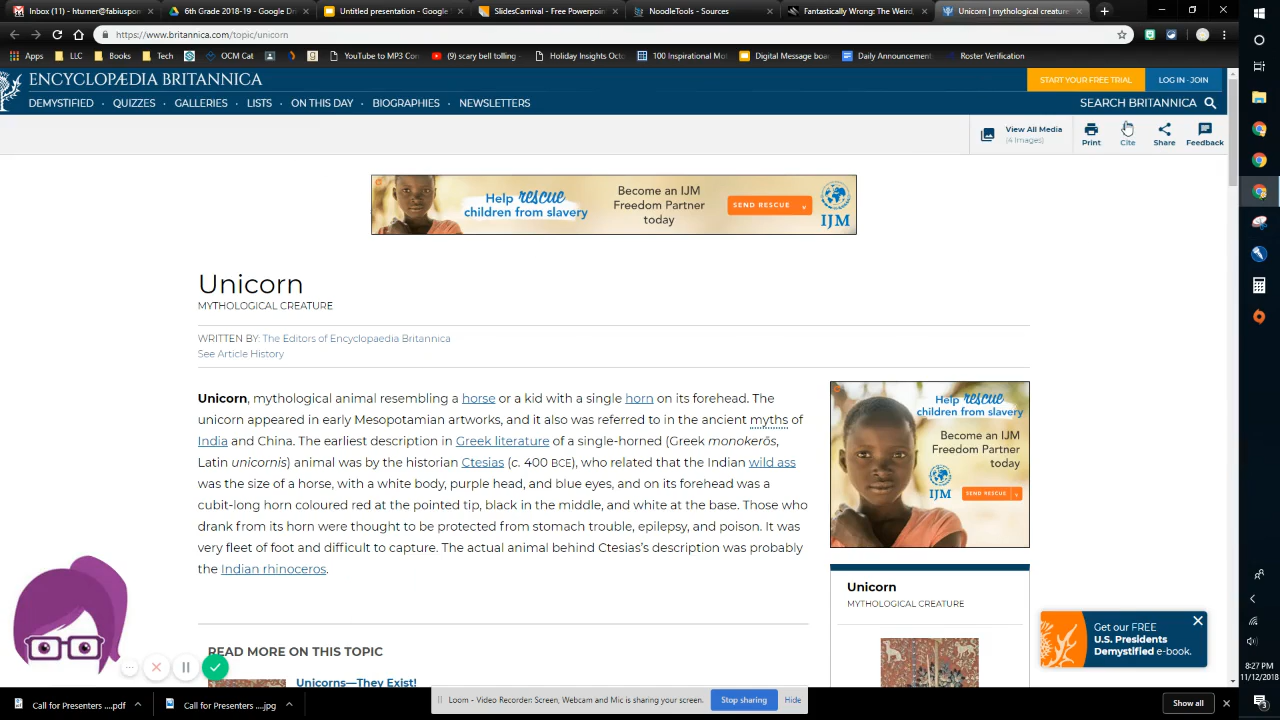 Inbox (11) - hturner@fabiuspon
6th Grade 2018-19 - Google Dr
Untitled presentation - Google
SlidesCarnival - Free Powerpoin
NoodleTools - Sources
Fantastically Wrong: The Weird,
Unicorn | mythological creature
https://www.britannica.com/topic/unicorn
Apps
LLC
Books
Tech
OCM Cat
YouTube to MP3 Con
(9) scary bell tolling -
Holiday Insights Octo
100 Inspirational Mot
Digital Message boar
Daily Announcement
Roster Verification
ENCYCLOPÆDIA BRITANNICA
START YOUR FREE TRIAL
LOG IN · JOIN
DEMYSTIFIED · QUIZZES · GALLERIES · LISTS · ON THIS DAY · BIOGRAPHIES · NEWSLETTERS
SEARCH BRITANNICA
View All Media
(4 Images)
Print
Cite
Share
Feedback
Help rescue
children from slavery
Become an IJM
Freedom Partner
today
SEND RESCUE
IJM
Unicorn
MYTHOLOGICAL CREATURE
WRITTEN BY: The Editors of Encyclopaedia Britannica
See Article History
Unicorn, mythological animal resembling a horse or a kid with a single horn on its forehead. The
unicorn appeared in early Mesopotamian artworks, and it also was referred to in the ancient myths of
India and China. The earliest description in Greek literature of a single-horned (Greek monokerōs,
Latin unicornis) animal was by the historian Ctesias (c. 400 BCE), who related that the Indian wild ass
was the size of a horse, with a white body, purple head, and blue eyes, and on its forehead was a
cubit-long horn coloured red at the pointed tip, black in the middle, and white at the base. Those who
drank from its horn were thought to be protected from stomach trouble, epilepsy, and poison. It was
very fleet of foot and difficult to capture. The actual animal behind Ctesias's description was probably
the Indian rhinoceros.
Help rescue
children from slavery
Become an IJM
Freedom Partner
today
IJM
SEND RESCUE
Unicorn
MYTHOLOGICAL CREATURE
READ MORE ON THIS TOPIC
Unicorns—They Exist!
Get our FREE
U.S. Presidents
Demystified e-book.
Call for Presenters ....pdf
Call for Presenters ....jpg
Loom - Video Recorder: Screen, Webcam and Mic is sharing your screen.
Stop sharing
Hide
Show all
8:27 PM
11/12/2018